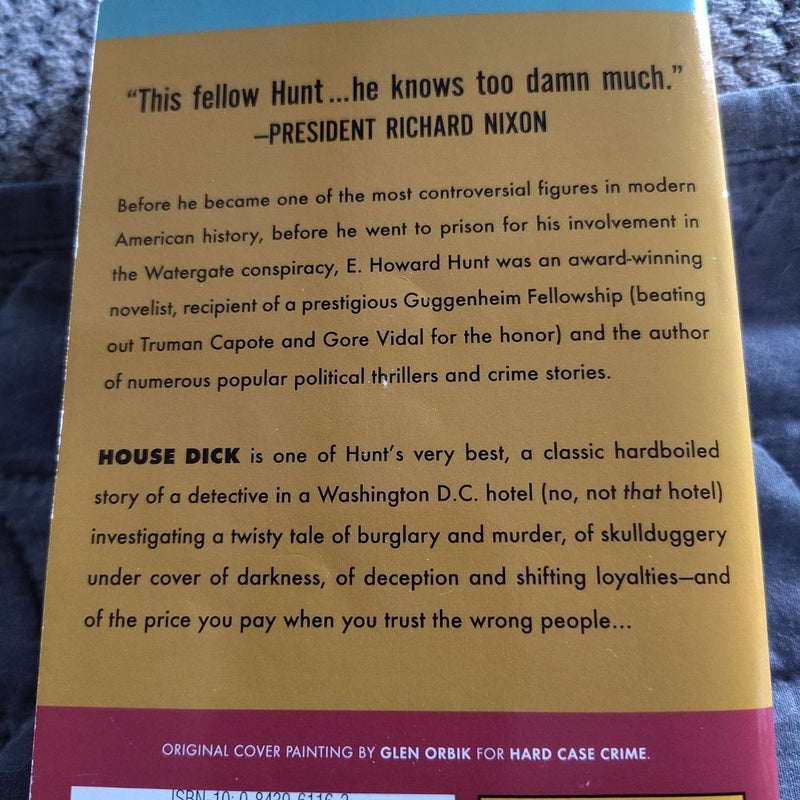 “This fellow Hunt...he knows too damn much.”
—PRESIDENT RICHARD NIXON
Before he became one of the most controversial figures in modern
American history, before he went to prison for his involvement in
the Watergate conspiracy, E. Howard Hunt was an award-winning
novelist, recipient of a prestigious Guggenheim Fellowship (beating
out Truman Capote and Gore Vidal for the honor) and the author
of numerous popular political thrillers and crime stories.
HOUSE DICK is one of Hunt’s very best, a classic hardboiled
story of a detective in a Washington D.C. hotel (no, not that hotel)
investigating a twisty tale of burglary and murder, of skullduggery
under cover of darkness, of deception and shifting loyalties—and
of the price you pay when you trust the wrong people...
ORIGINAL COVER PAINTING BY GLEN ORBIK FOR HARD CASE CRIME.
ISBN-10: 0-8439-6116-2